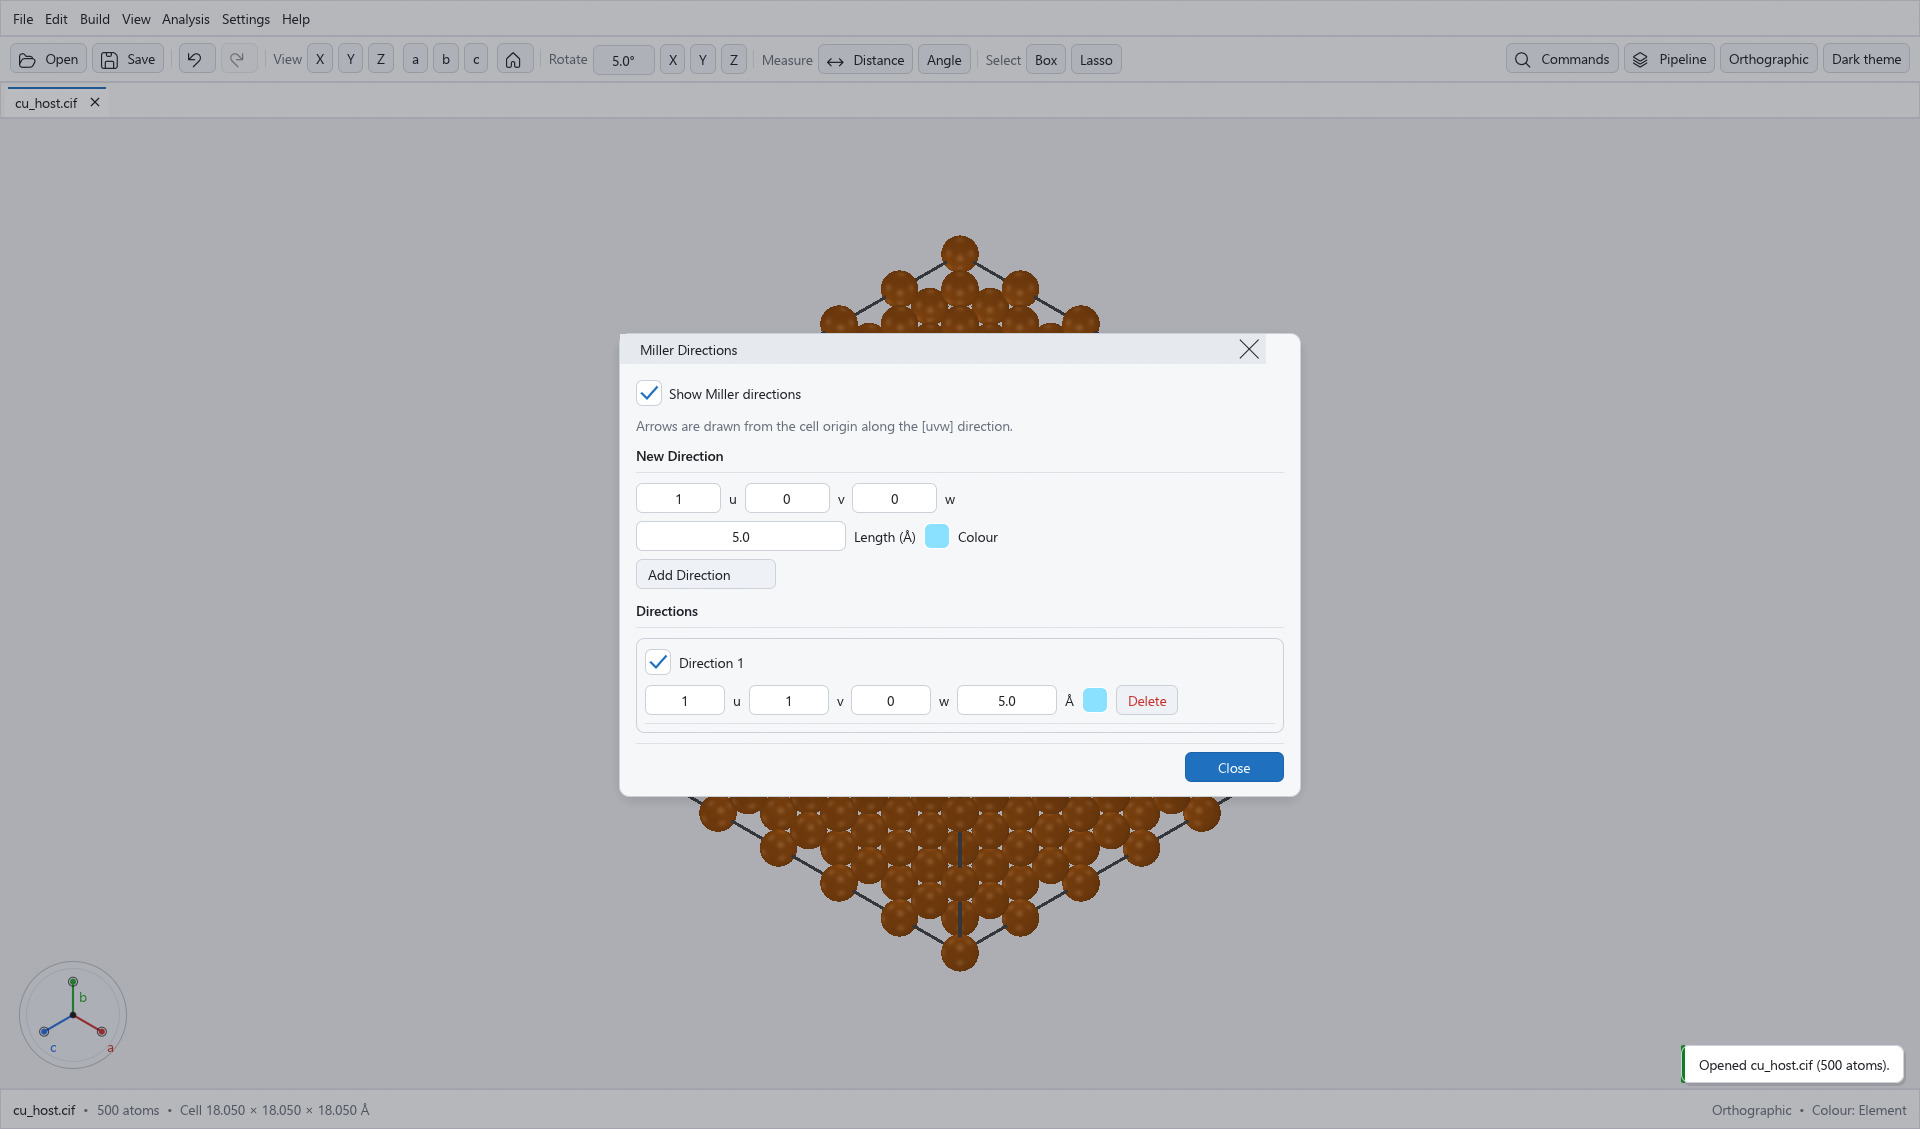 File Edit Build View Analysis Settings Help
Open Save View X Y Z a b c Rotate 5.0° X Y Z Measure Distance Angle Select Box Lasso Commands Pipeline Orthographic Dark theme
cu_host.cif
Miller Directions
Show Miller directions
Arrows are drawn from the cell origin along the [uvw] direction.
New Direction
1 u 0 v 0 w
5.0 Length (Å) Colour
Add Direction
Directions
Direction 1
1 u 1 v 0 w 5.0 Å Delete
Close
b
c a
Opened cu_host.cif (500 atoms).
cu_host.cif • 500 atoms • Cell 18.050 × 18.050 × 18.050 Å Orthographic • Colour: Element